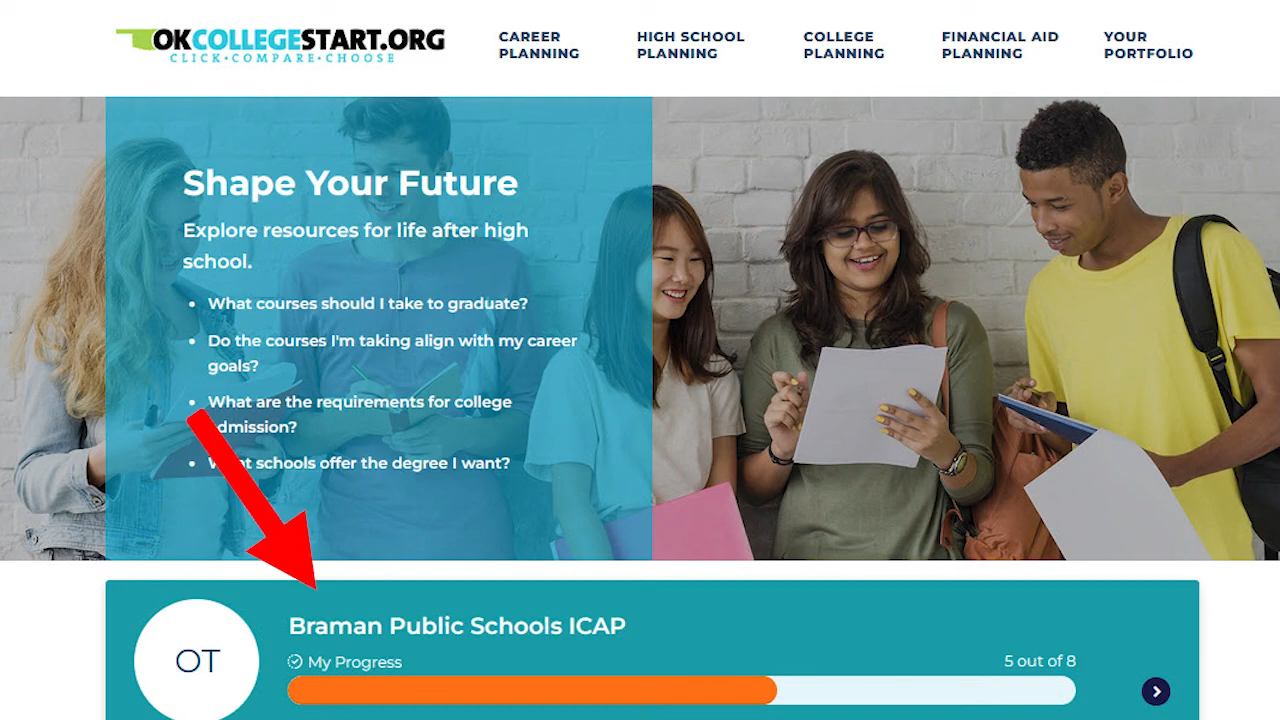 OKCOLLEGESTART.ORG
CLICK•COMPARE•CHOOSE
CAREER
PLANNING
HIGH SCHOOL
PLANNING
COLLEGE
PLANNING
FINANCIAL AID
PLANNING
YOUR
PORTFOLIO
Shape Your Future
Explore resources for life after high
school.
• What courses should I take to graduate?
• Do the courses I'm taking align with my career
goals?
• What are the requirements for college
admission?
• What schools offer the degree I want?
OT
Braman Public Schools ICAP
My Progress
5 out of 8